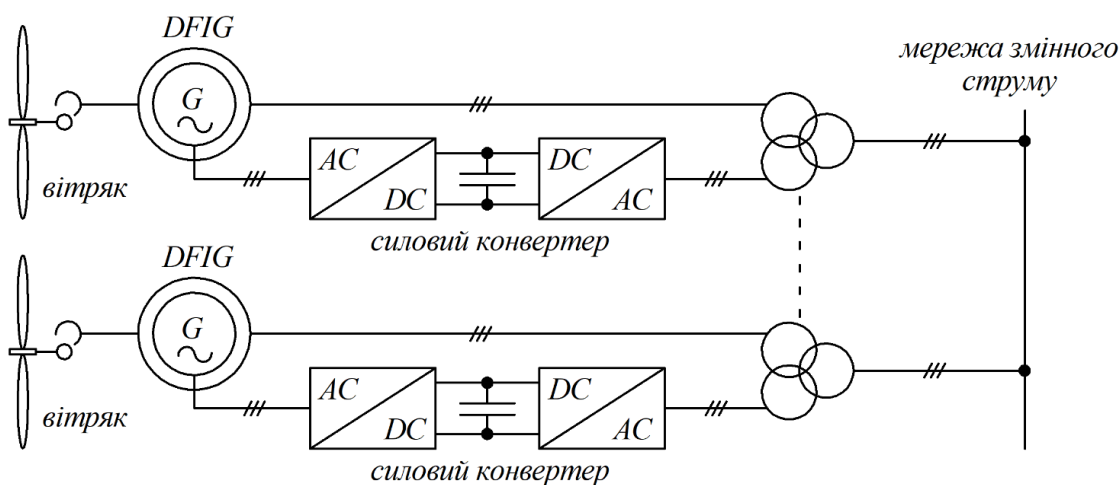 DFIG
мережа змінного
струму
G
AC
DC
DC
AC
вітряк
силовий конвертер
DFIG
G
AC
DC
DC
AC
вітряк
силовий конвертер